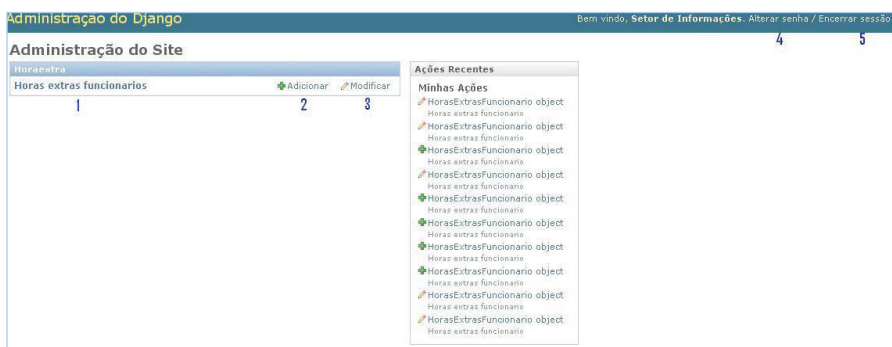 Administração do Django
Bem vindo, Setor de Informações. Alterar senha / Encerrar sessão
4 5
Administração do Site
Horaextra
Horas extras funcionarios Adicionar Modificar
1 2 3
Ações Recentes
Minhas Ações
HorasExtrasFuncionario object
Horas extras funcionario
HorasExtrasFuncionario object
Horas extras funcionario
HorasExtrasFuncionario object
Horas extras funcionario
HorasExtrasFuncionario object
Horas extras funcionario
HorasExtrasFuncionario object
Horas extras funcionario
HorasExtrasFuncionario object
Horas extras funcionario
HorasExtrasFuncionario object
Horas extras funcionario
HorasExtrasFuncionario object
Horas extras funcionario
HorasExtrasFuncionario object
Horas extras funcionario
HorasExtrasFuncionario object
Horas extras funcionario